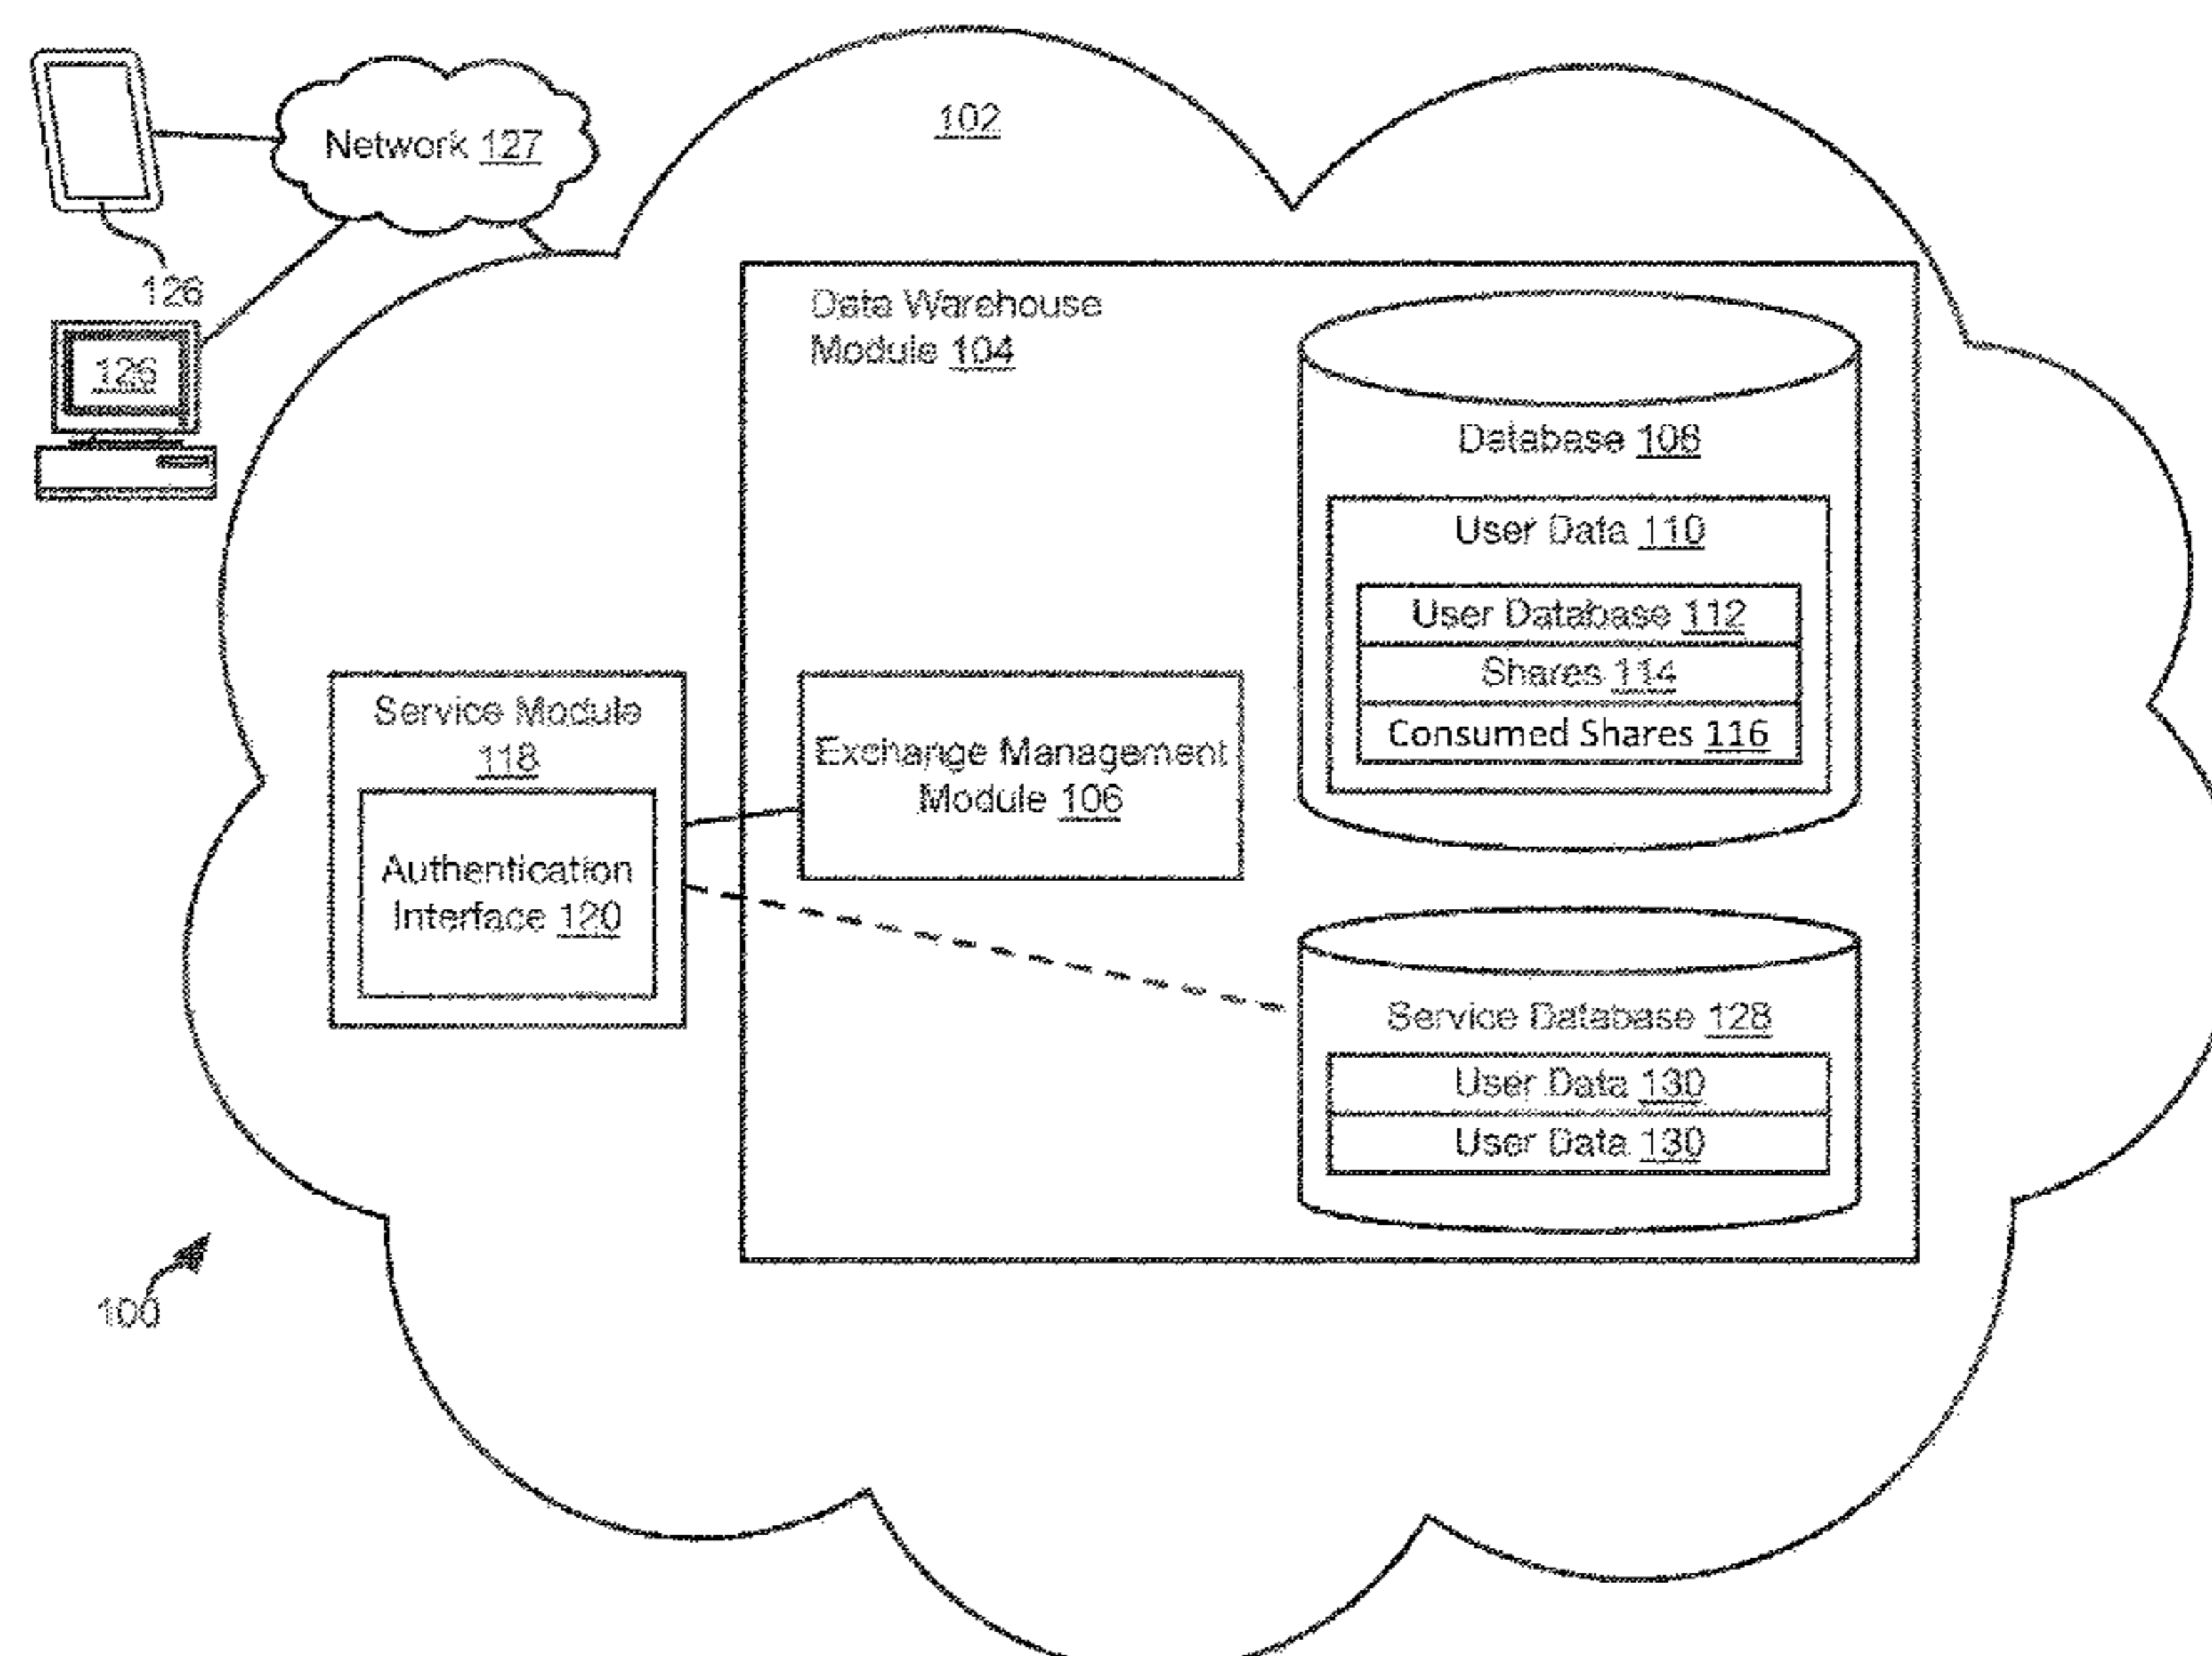 102
Network 127
126
126
Data Warehouse
Module 104
Database 108
User Data 110
User Database 112
Shares 114
Consumed Shares 116
Service Module
118
Authentication
Interface 120
Exchange Management
Module 106
Service Database 128
User Data 130
User Data 130
100